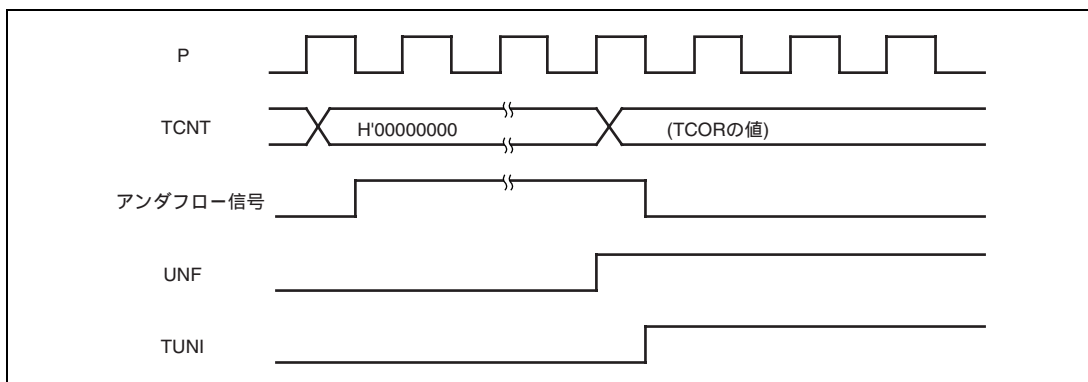 P
TCNT
H'00000000
(TCORの値)
アンダフロー信号
UNF
TUNI